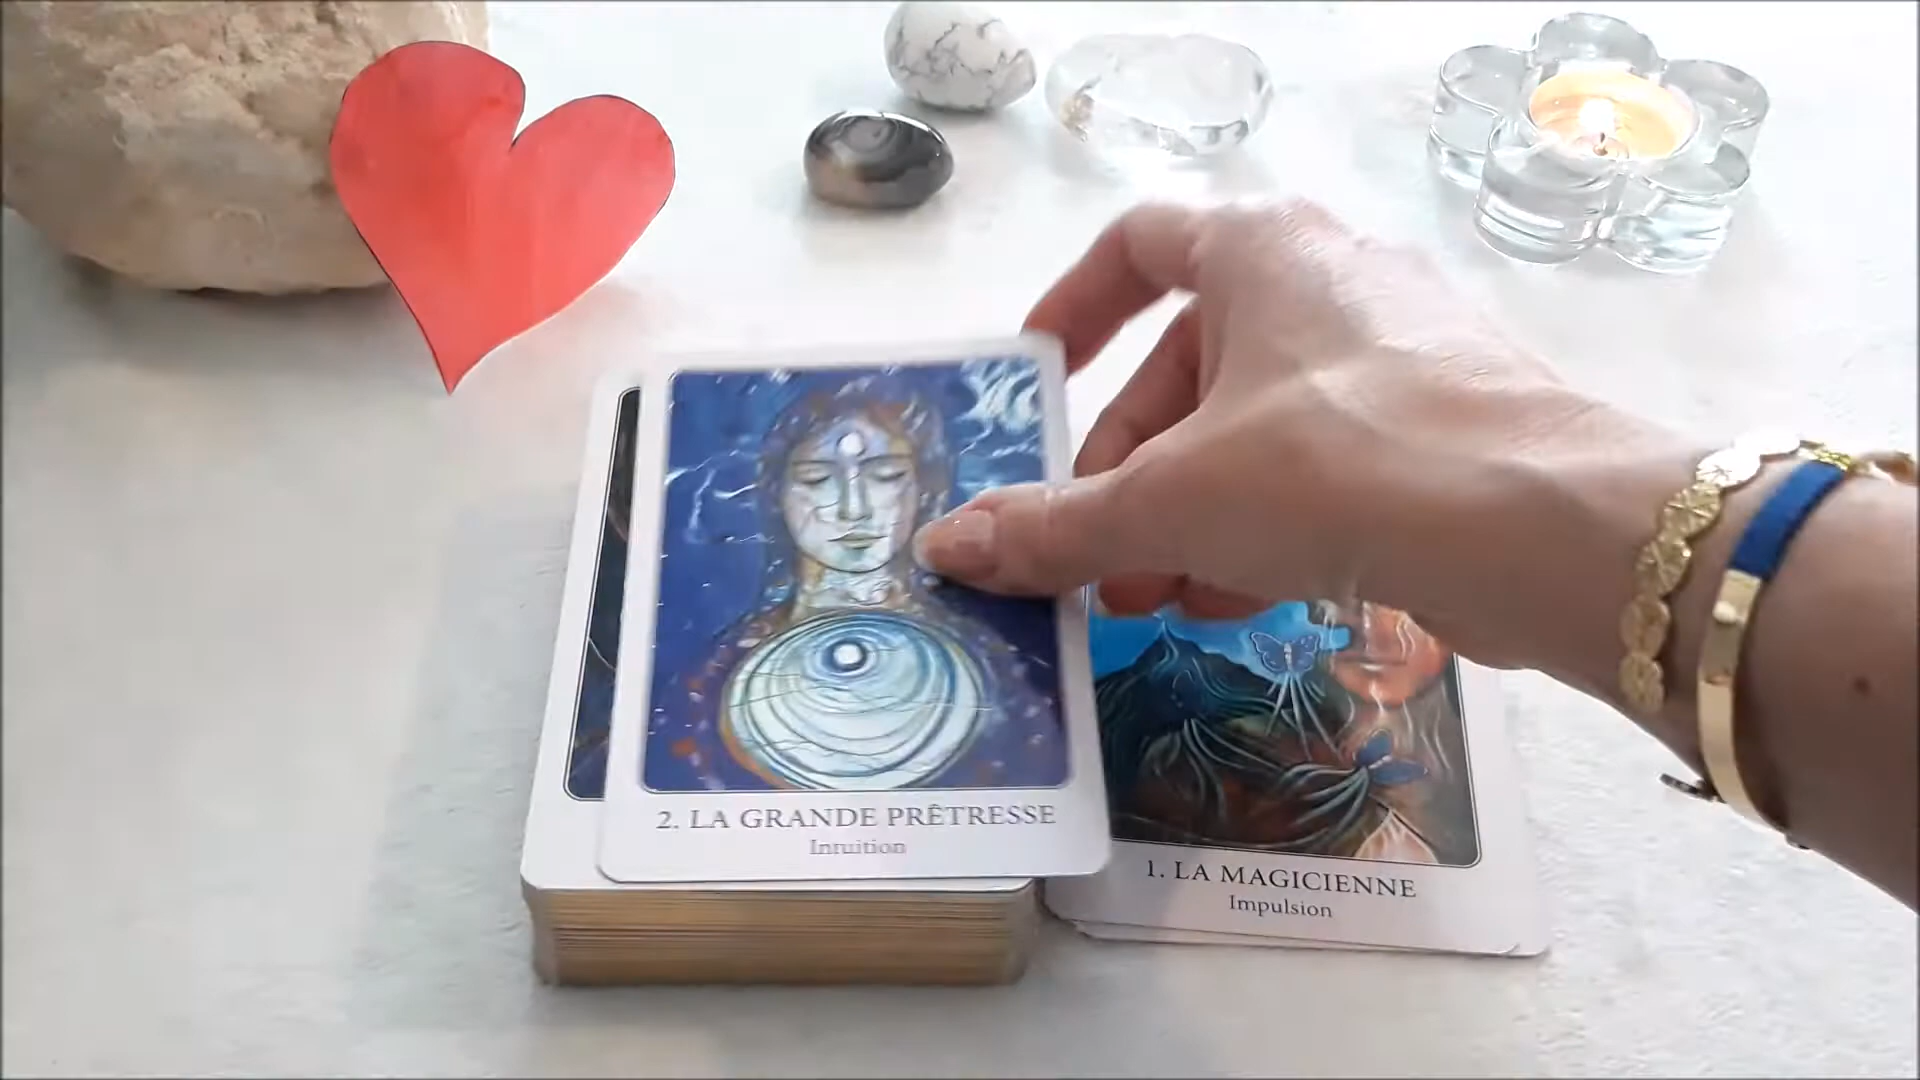 2. LA GRANDE PRÊTRESSE
Intuition
1. LA MAGICIENNE
Impulsion